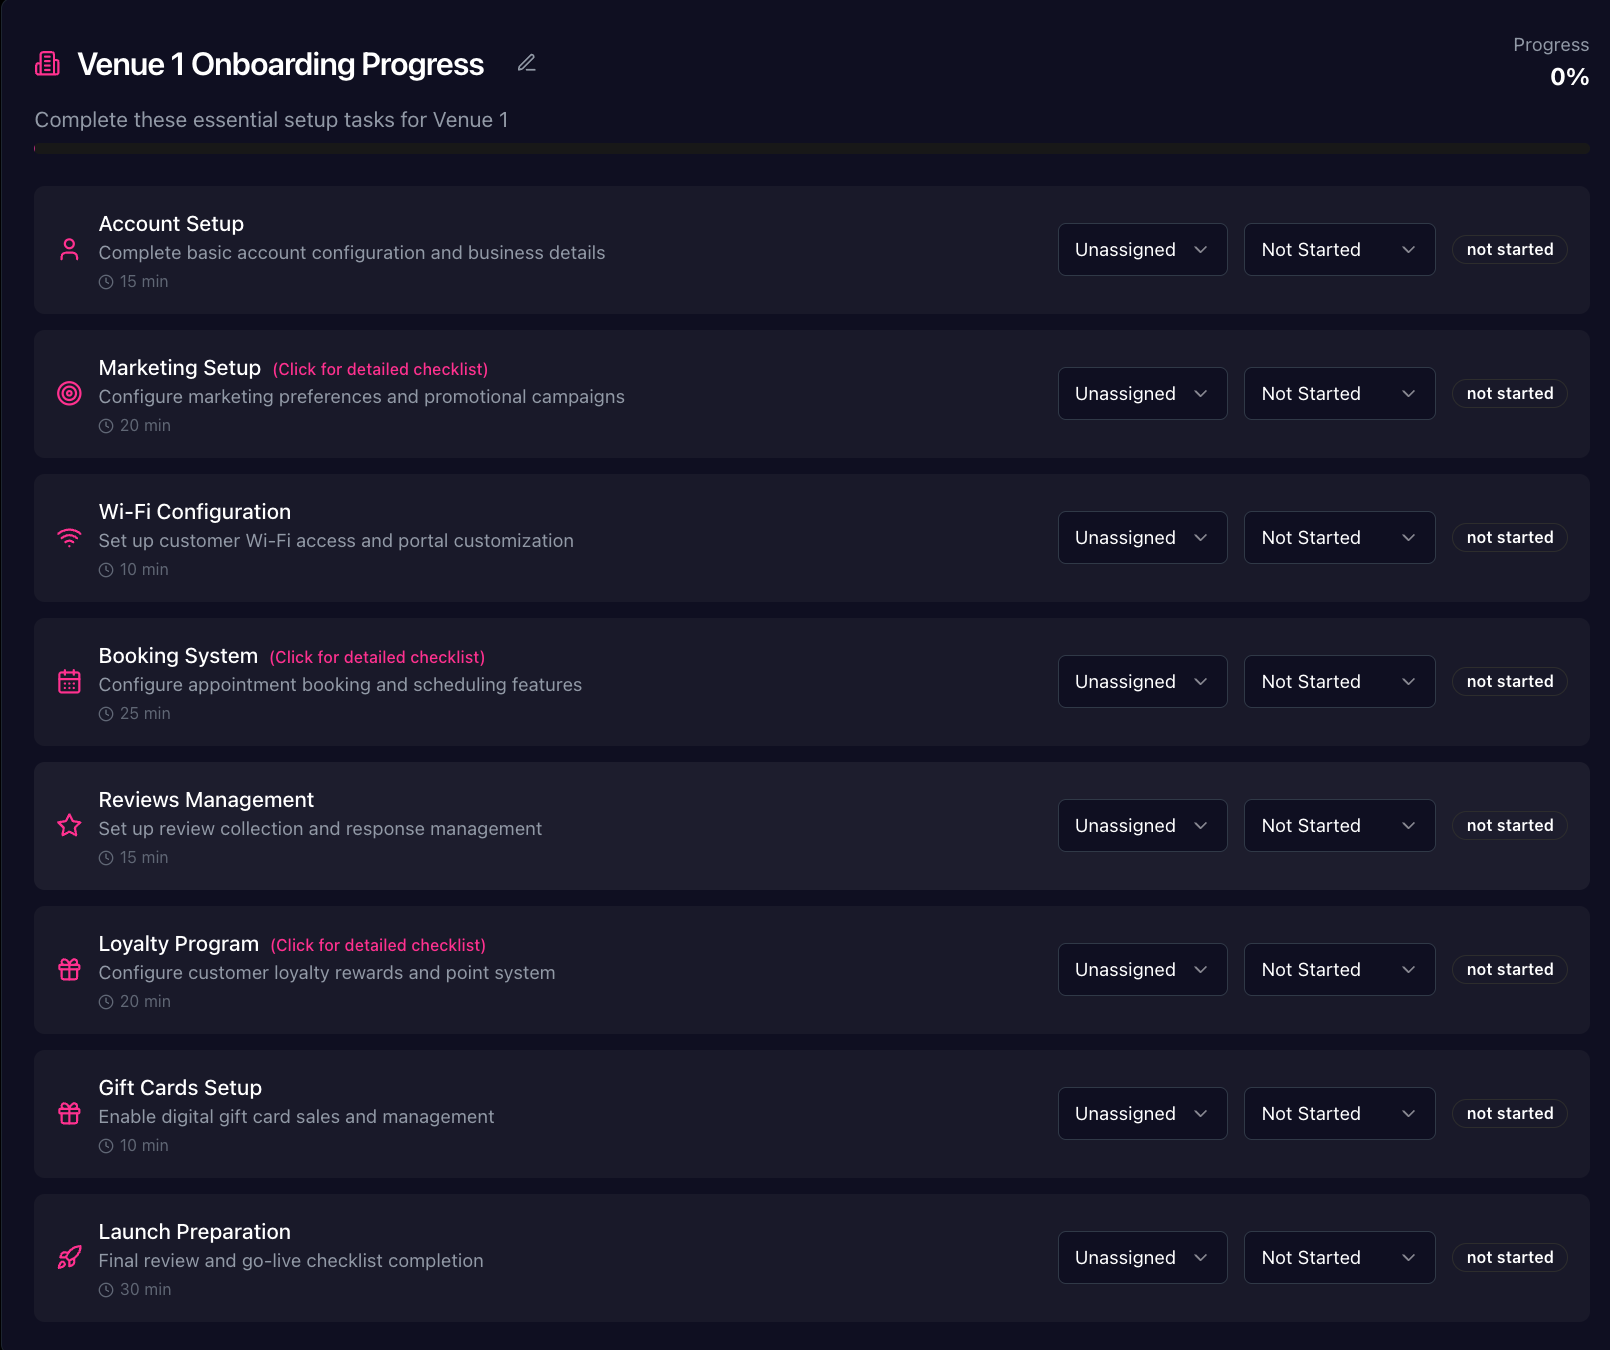 Venue 1 Onboarding Progress
Progress
0%
Complete these essential setup tasks for Venue 1
Account Setup
Complete basic account configuration and business details
15 min
Unassigned
Not Started
not started
Marketing Setup (Click for detailed checklist)
Configure marketing preferences and promotional campaigns
20 min
Unassigned
Not Started
not started
Wi-Fi Configuration
Set up customer Wi-Fi access and portal customization
10 min
Unassigned
Not Started
not started
Booking System (Click for detailed checklist)
Configure appointment booking and scheduling features
25 min
Unassigned
Not Started
not started
Reviews Management
Set up review collection and response management
15 min
Unassigned
Not Started
not started
Loyalty Program (Click for detailed checklist)
Configure customer loyalty rewards and point system
20 min
Unassigned
Not Started
not started
Gift Cards Setup
Enable digital gift card sales and management
10 min
Unassigned
Not Started
not started
Launch Preparation
Final review and go-live checklist completion
30 min
Unassigned
Not Started
not started